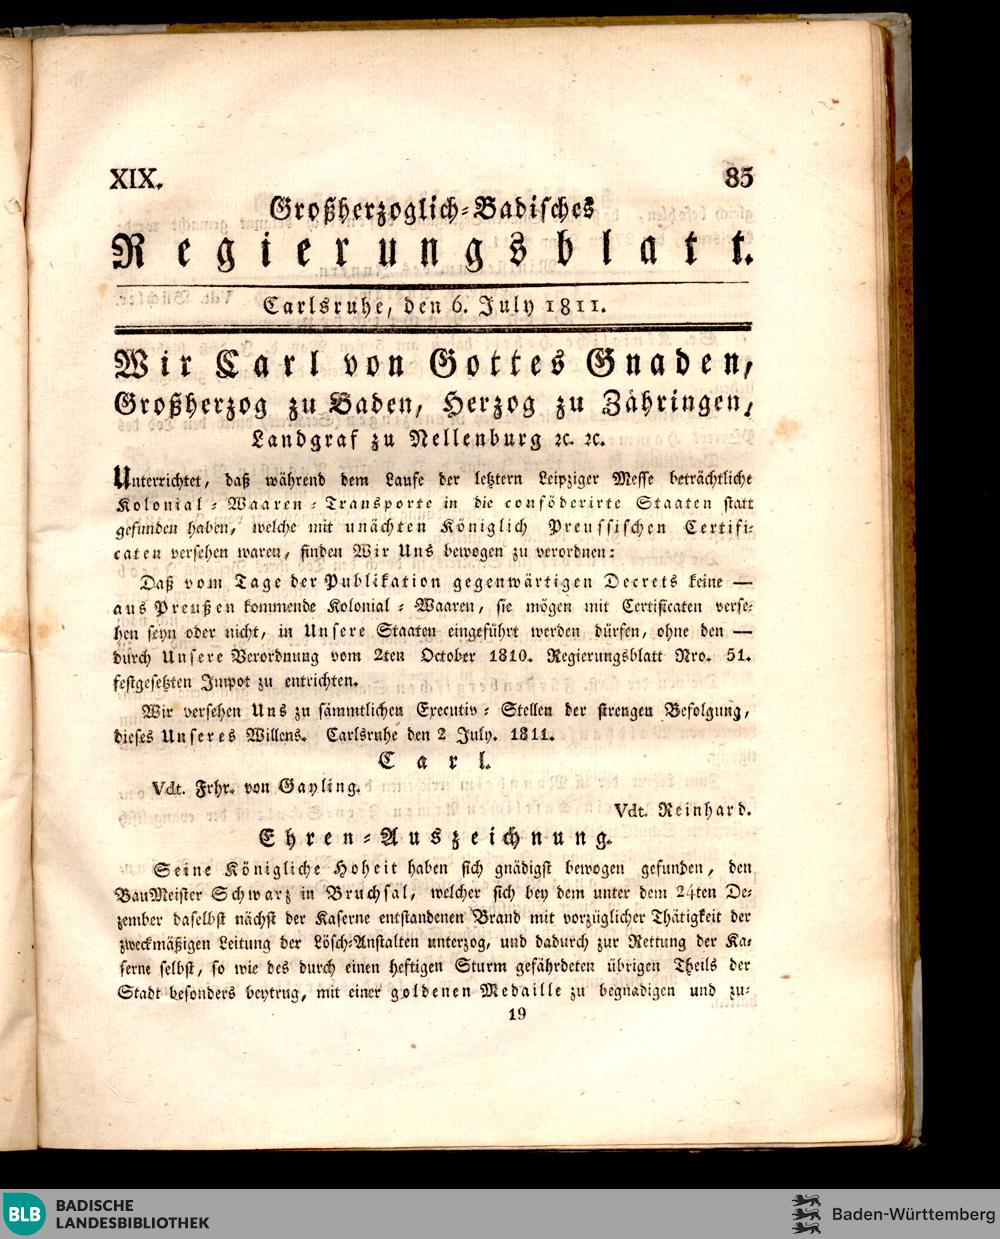 XIX. 85
Großherzoglich-Badisches
Regierungsblatt.
Carlsruhe, den 6. July 1811.
Wir Carl von Gottes Gnaden,
Großherzog zu Baden, Herzog zu Zähringen,
Landgraf zu Nellenburg ꝛc. ꝛc.
Unterrichtet, daß während dem Laufe der letztern Leipziger Messe beträchtliche
Kolonial-Waaren-Transporte in die conföderirte Staaten statt
gefunden haben, welche mit unächten Königlich Preussischen Certifi-
caten versehen waren, finden Wir Uns bewogen zu verordnen:
Daß vom Tage der Publikation gegenwärtigen Decrets keine —
aus Preußen kommende Kolonial-Waaren, sie mögen mit Certificaten verse-
hen seyn oder nicht, in Unsere Staaten eingeführt werden dürfen, ohne den —
durch Unsere Verordnung vom 2ten October 1810. Regierungsblatt Nro. 51.
festgesetzten Impot zu entrichten.
Wir versehen Uns zu sämmtlichen Executiv-Stellen der strengen Befolgung,
dieses Unseres Willens. Carlsruhe den 2 July. 1811.
Carl.
Vdt. Frhr. von Gayling.
Vdt. Reinhard.
Ehren-Auszeichnung.
Seine Königliche Hoheit haben sich gnädigst bewogen gefunden, den
BauMeister Schwarz in Bruchsal, welcher sich bey dem unter dem 24ten De-
zember daselbst nächst der Kaserne entstandenen Brand mit vorzüglicher Thätigkeit der
zweckmäßigen Leitung der Lösch-Anstalten unterzog, und dadurch zur Rettung der Ka-
serne selbst, so wie des durch einen heftigen Sturm gefährdeten übrigen Theils der
Stadt besonders beytrug, mit einer goldenen Medaille zu begnadigen und zu-
19
BLB BADISCHE
LANDESBIBLIOTHEK
Baden-Württemberg